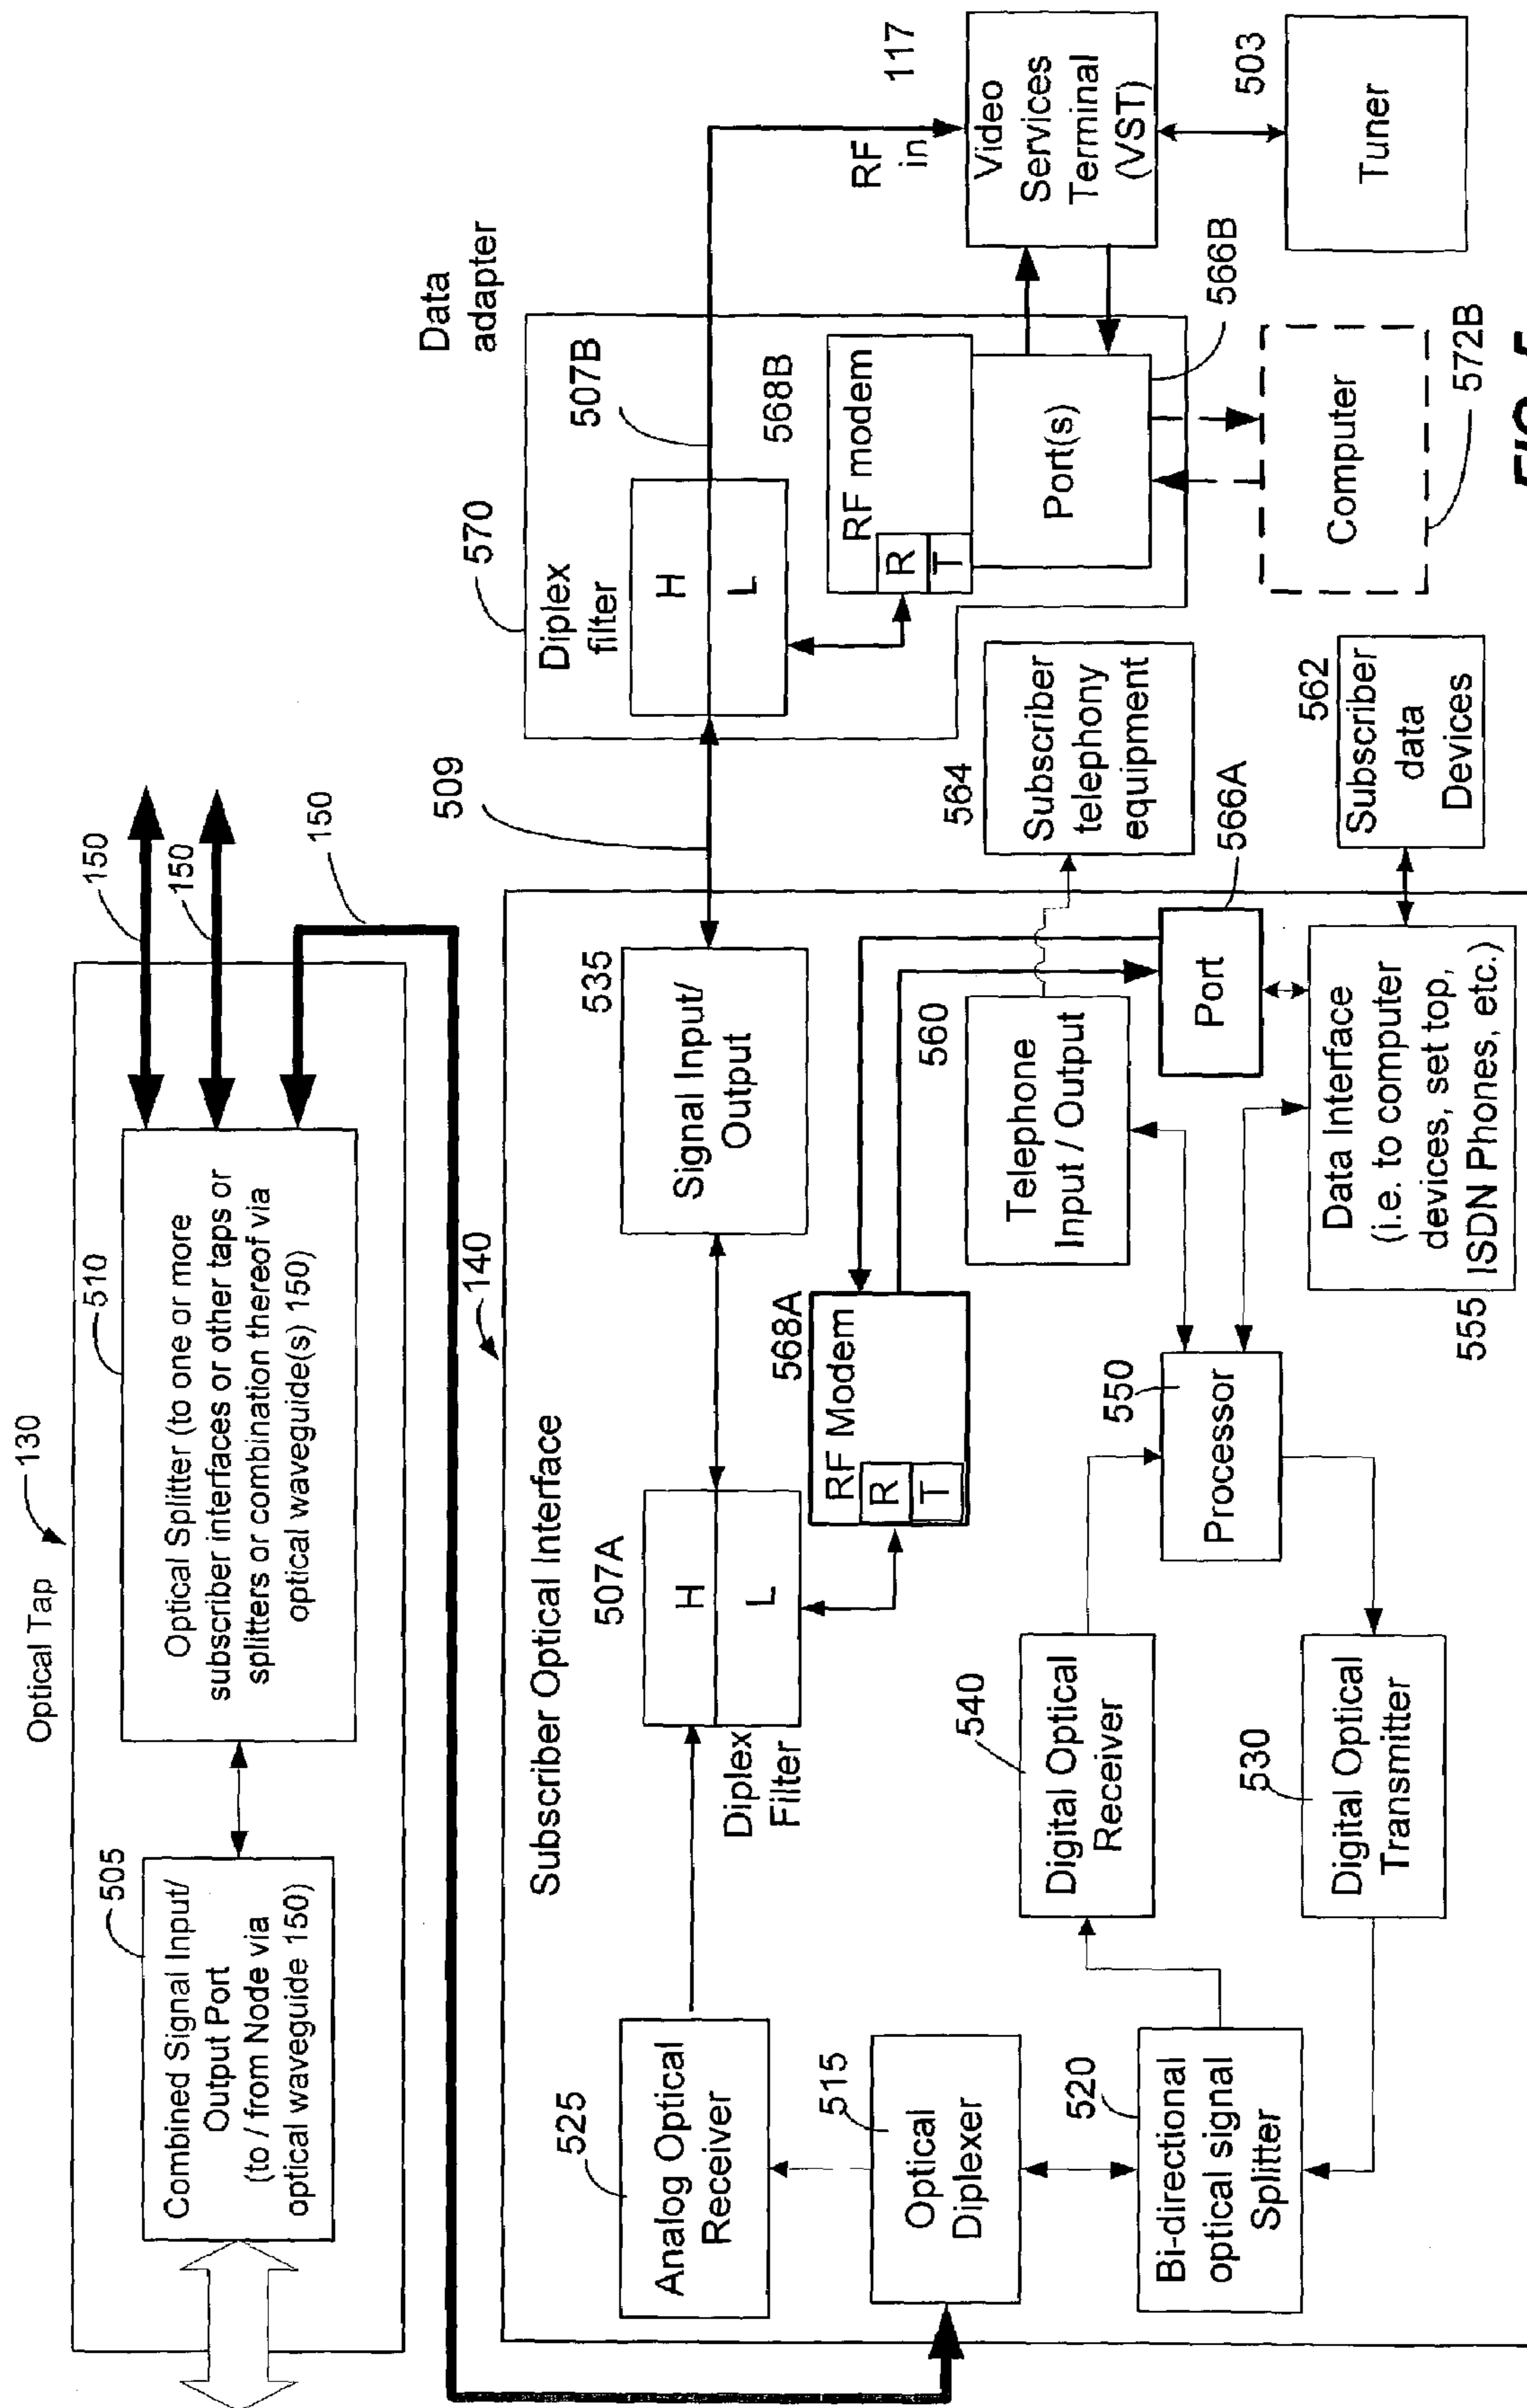 Optical Tap
130
505
Combined Signal Input/
Output Port
(to / from Node via
optical waveguide 150)
510
Optical Splitter (to one or more
subscriber interfaces or other taps or
splitters or combination thereof via
optical waveguide(s) 150)
150
150
150
140
Subscriber Optical Interface
525
Analog Optical
Receiver
515
Optical
Diplexer
520
Bi-directional
optical signal
Splitter
507A
H
L
Diplex
Filter
568A
RF Modem
R
T
535
Signal Input/
Output
540
Digital Optical
Receiver
530
Digital Optical
Transmitter
550
Processor
560
Telephone
Input / Output
566A
Port
555
Data Interface
(i.e. to computer
devices, set top,
ISDN Phones, etc.)
509
564
Subscriber
telephony
equipment
562
Subscriber
data
Devices
Data
adapter
570
Diplex
filter
H
L
507B
568B
RF modem
R
T
Port(s)
566B
Computer
572B
RF
in
117
Video
Services
Terminal
(VST)
503
Tuner